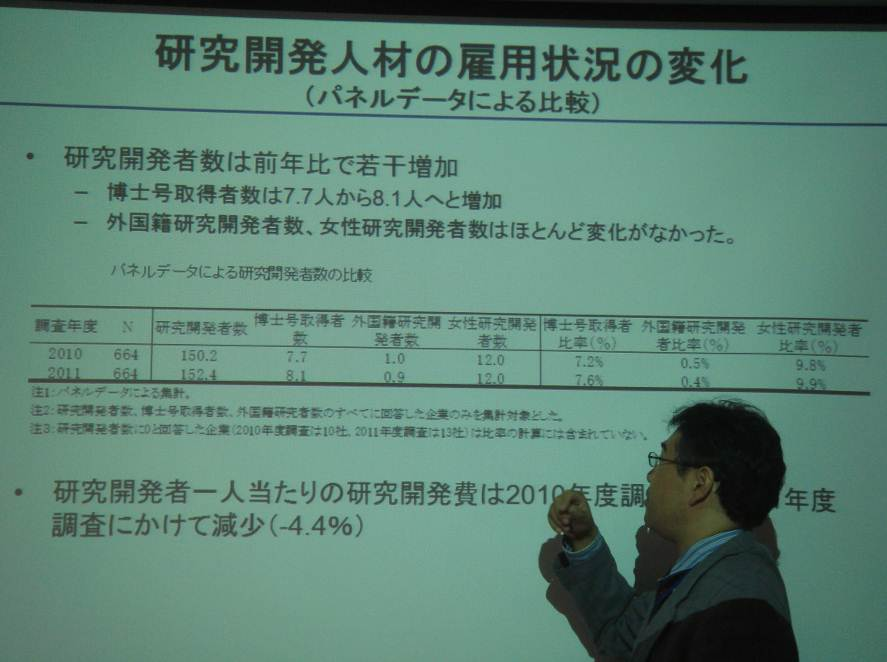 研究開発人材の雇用状況の変化
(パネルデータによる比較)
• 研究開発者数は前年比で若干増加
– 博士号取得者数は7.7人から8.1人へと増加
– 外国籍研究開発者数、女性研究開発者数はほとんど変化がなかった。
パネルデータによる研究開発者数の比較
調査年度 N 研究開発者数 博士号取得者数 外国籍研究開発者数 女性研究開発者数 博士号取得者比率(%) 外国籍研究開発者比率(%) 女性研究開発者比率(%)
2010 664 150.2 7.7 1.0 12.0 7.2% 0.5% 9.8%
2011 664 152.4 8.1 0.9 12.0 7.6% 0.4% 9.9%
注1:パネルデータによる集計。
注2:研究開発者数、博士号取得者数、外国籍研究者数のすべてに回答した企業のみを集計対象とした。
注3:研究開発者数に0と回答した企業(2010年度調査は10社、2011年度調査は13社)は比率の計算には含まれていない。
• 研究開発者一人当たりの研究開発費は2010年度調 年度
調査にかけて減少(-4.4%)